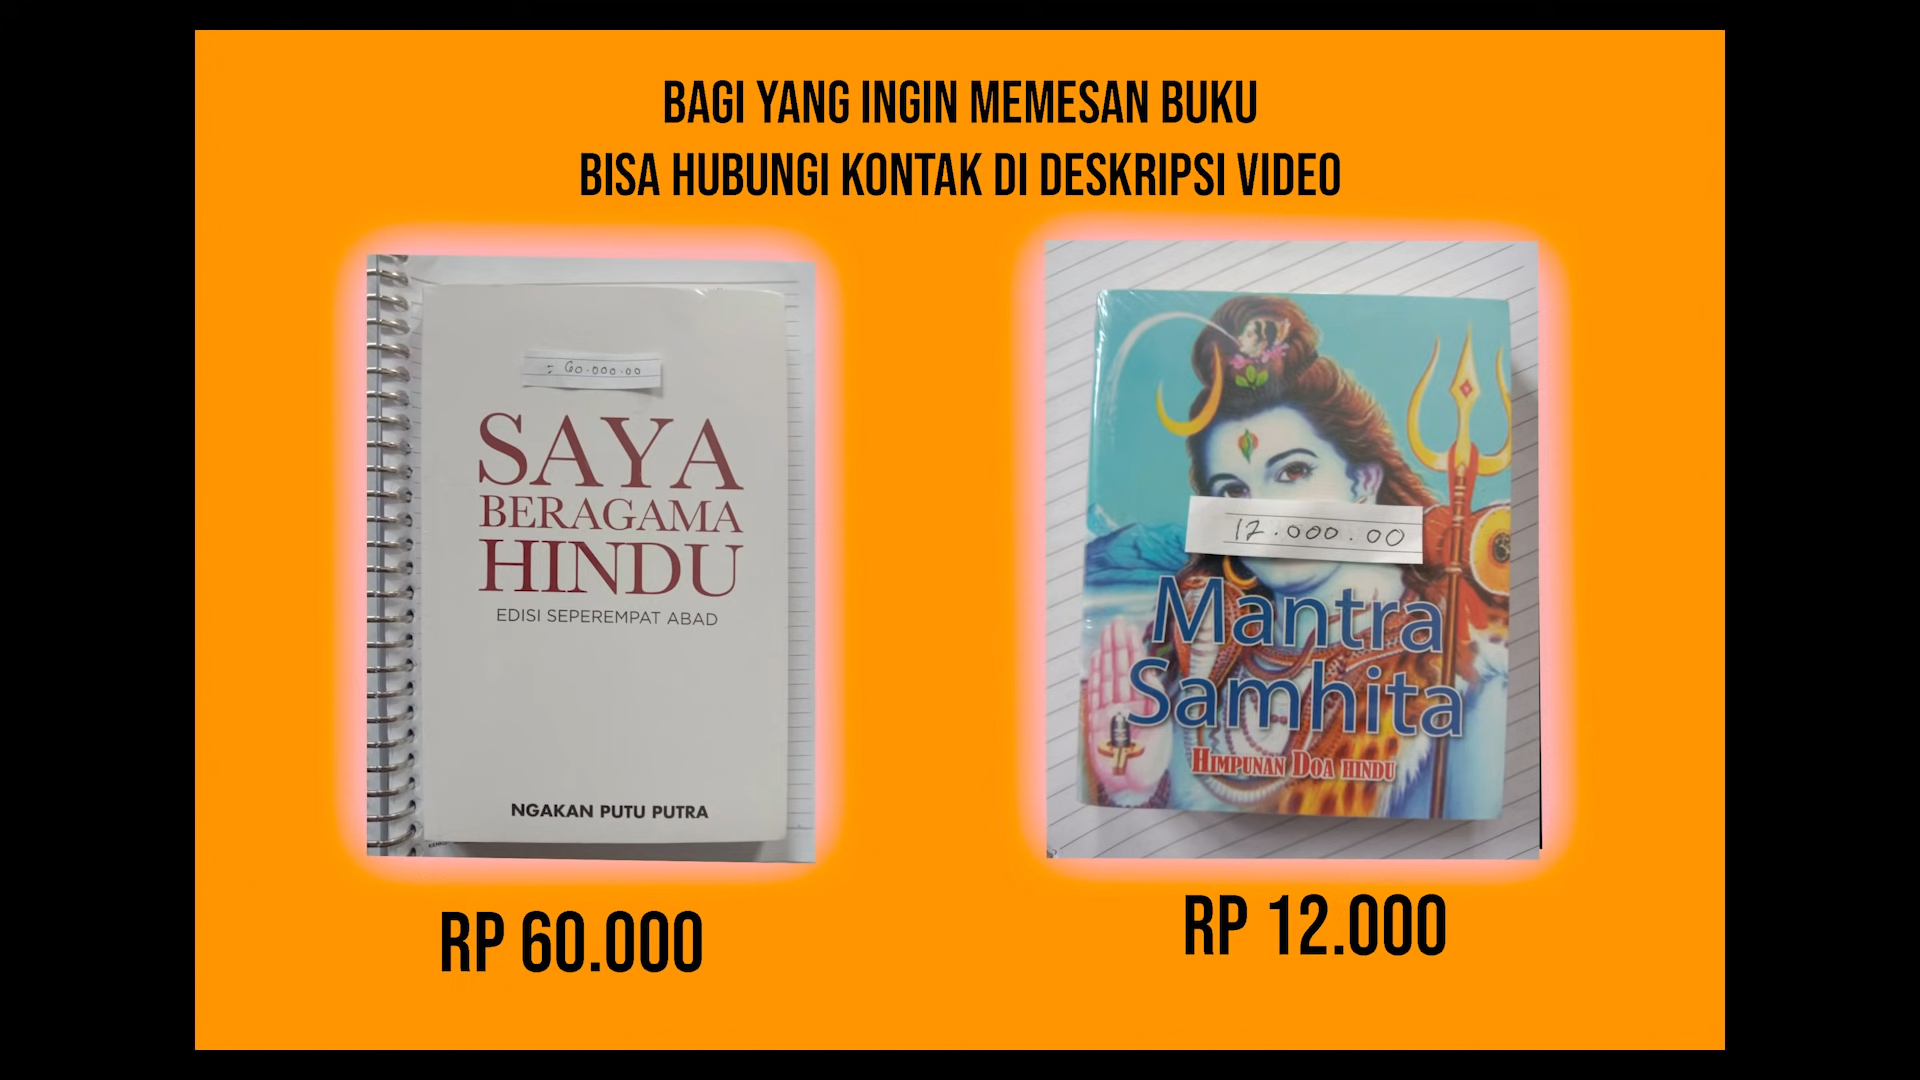 BAGI YANG INGIN MEMESAN BUKU
BISA HUBUNGI KONTAK DI DESKRIPSI VIDEO
= 60.000.00
SAYA
BERAGAMA
HINDU
EDISI SEPEREMPAT ABAD
NGAKAN PUTU PUTRA
RP 60.000
12.000.00
Mantra
Samhita
HIMPUNAN DOA HINDU
RP 12.000